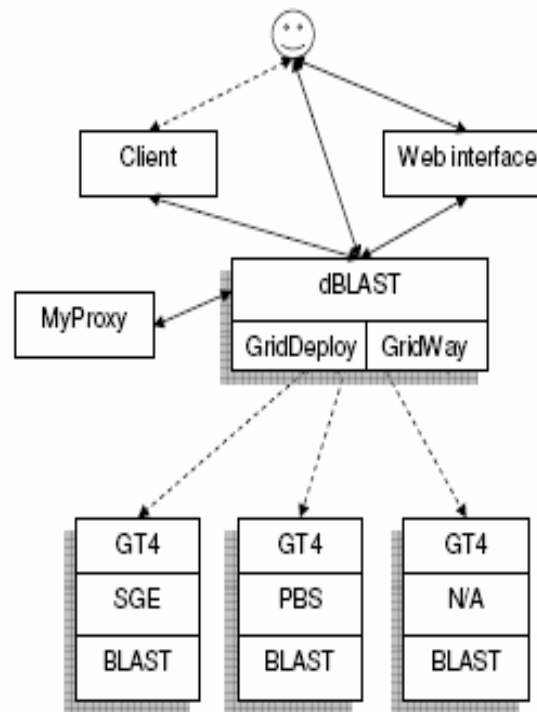 Client
Web interface
dBLAST
MyProxy
GridDeploy
GridWay
GT4
GT4
GT4
SGE
PBS
N/A
BLAST
BLAST
BLAST